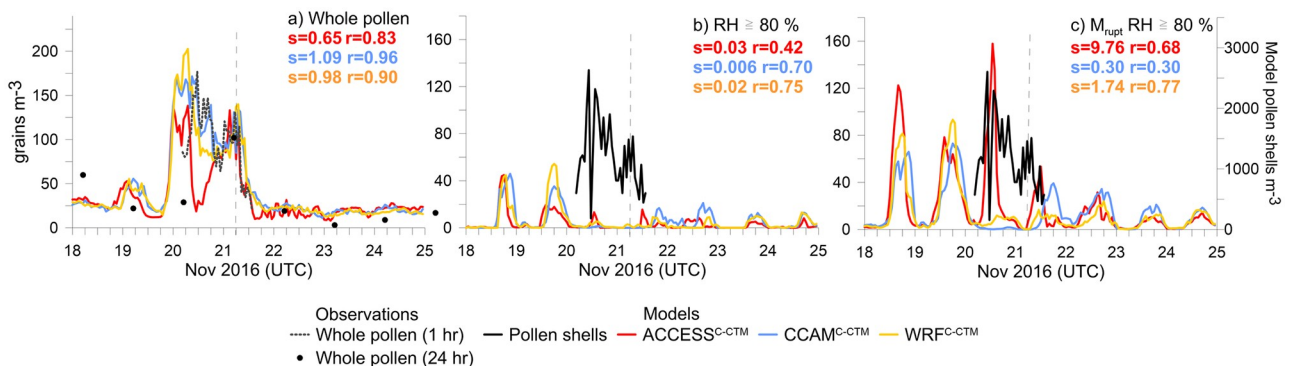 a) Whole pollen
s=0.65 r=0.83
s=1.09 r=0.96
s=0.98 r=0.90
grains m-3
200
150
100
50
0
18 19 20 21 22 23 24 25
Nov 2016 (UTC)
b) RH ≧ 80 %
s=0.03 r=0.42
s=0.006 r=0.70
s=0.02 r=0.75
160
120
80
40
0
18 19 20 21 22 23 24 25
Nov 2016 (UTC)
c) Mrupt RH ≧ 80 %
s=9.76 r=0.68
s=0.30 r=0.30
s=1.74 r=0.77
160
120
80
40
0
18 19 20 21 22 23 24 25
Nov 2016 (UTC)
3000
2000
1000
0
Model pollen shells m-3
Observations
Models
Whole pollen (1 hr)
Pollen shells
ACCESS C-CTM
CCAM C-CTM
WRF C-CTM
Whole pollen (24 hr)